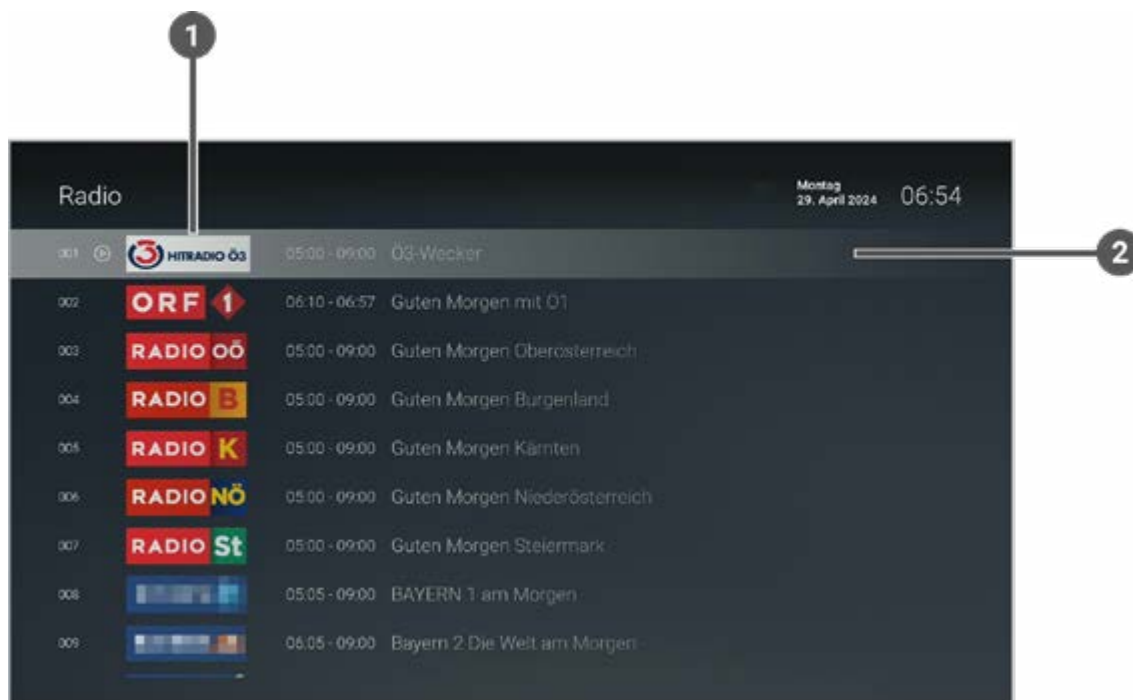 1
Radio
Montag
29. April 2024
06:54
001 3 HITRADIO Ö3 05:00 - 09:00 Ö3-Wecker
2
002 ORF 1 06:10 - 06:57 Guten Morgen mit Ö1
003 RADIO OÖ 05:00 - 09:00 Guten Morgen Oberösterreich
004 RADIO B 05:00 - 09:00 Guten Morgen Burgenland
005 RADIO K 05:00 - 09:00 Guten Morgen Kärnten
006 RADIO NÖ 05:00 - 09:00 Guten Morgen Niederösterreich
007 RADIO St 05:00 - 09:00 Guten Morgen Steiermark
008 05:05 - 09:00 BAYERN 1 am Morgen
009 06:05 - 09:00 Bayern 2 Die Welt am Morgen